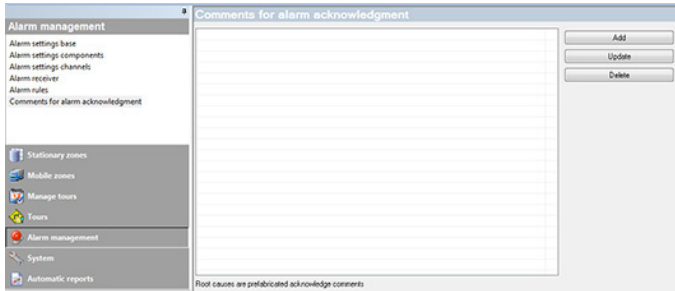 Alarm management
Alarm settings base
Alarm settings components
Alarm settings channels
Alarm receiver
Alarm rules
Comments for alarm acknowledgment
Stationary zones
Mobile zones
Manage tours
Tours
Alarm management
System
Automatic reports
Comments for alarm acknowledgment
Add
Update
Delete
Root causes are prefabricated acknowledge comments